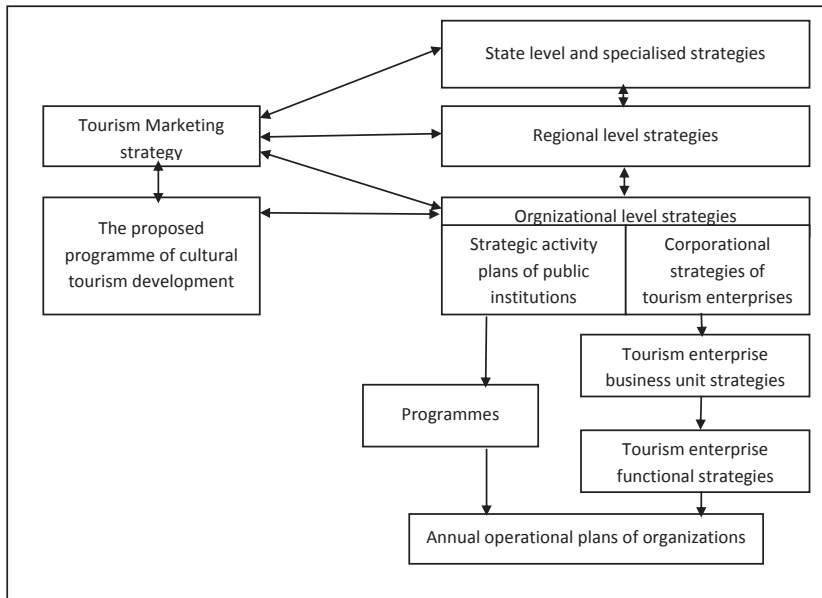 State level and specialised strategies
Tourism Marketing
strategy
Regional level strategies
The proposed
programme of cultural
tourism development
Orgnizational level strategies
Strategic activity
plans of public
institutions
Corporational
strategies of
tourism enterprises
Tourism enterprise
business unit strategies
Programmes
Tourism enterprise
functional strategies
Annual operational plans of organizations